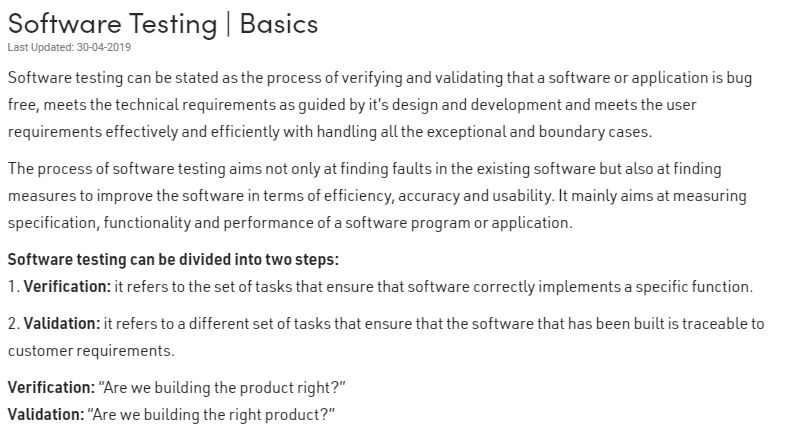 Software Testing | Basics
Last Updated: 30-04-2019
Software testing can be stated as the process of verifying and validating that a software or application is bug
free, meets the technical requirements as guided by it’s design and development and meets the user
requirements effectively and efficiently with handling all the exceptional and boundary cases.
The process of software testing aims not only at finding faults in the existing software but also at finding
measures to improve the software in terms of efficiency, accuracy and usability. It mainly aims at measuring
specification, functionality and performance of a software program or application.
Software testing can be divided into two steps:
1. Verification: it refers to the set of tasks that ensure that software correctly implements a specific function.
2. Validation: it refers to a different set of tasks that ensure that the software that has been built is traceable to
customer requirements.
Verification: “Are we building the product right?”
Validation: “Are we building the right product?”